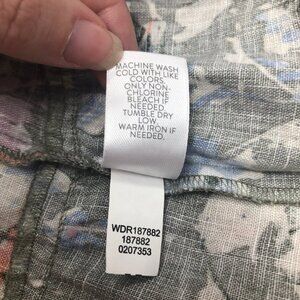 MACHINE WASH
COLD WITH LIKE
COLORS.
ONLY NON-
CHLORINE
BLEACH IF
NEEDED.
TUMBLE DRY
LOW.
WARM IRON IF
NEEDED.
WDR187882
187882
0207353